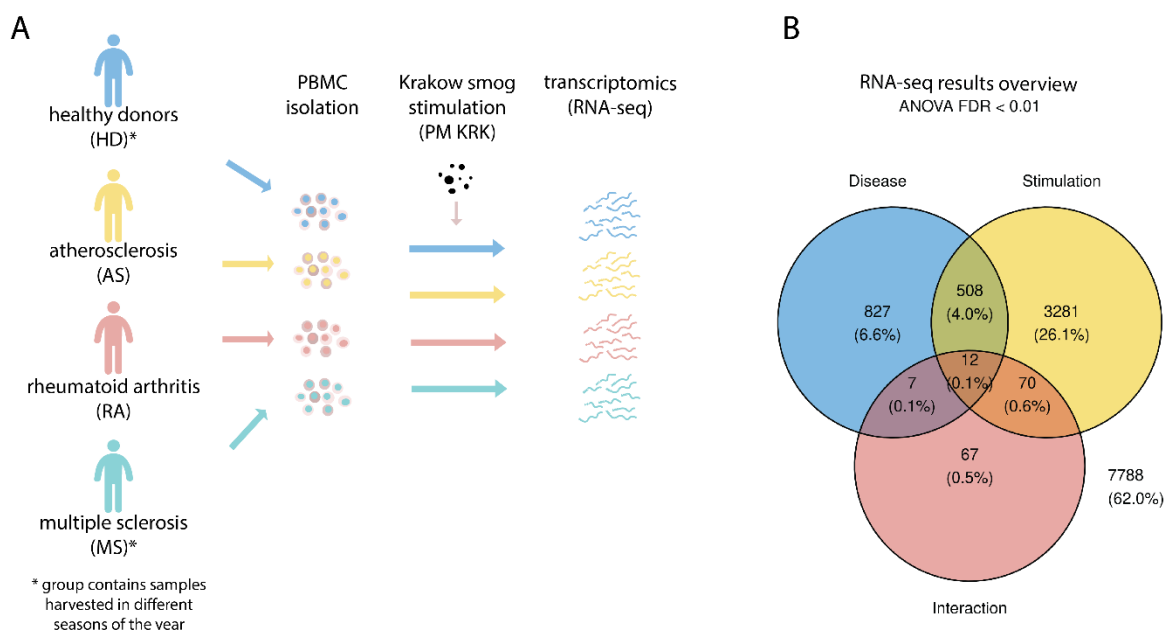 A
healthy donors
(HD)*
atherosclerosis
(AS)
rheumatoid arthritis
(RA)
multiple sclerosis
(MS)*
* group contains samples
harvested in different
seasons of the year
PBMC
isolation
Krakow smog
stimulation
(PM KRK)
transcriptomics
(RNA-seq)
B
RNA-seq results overview
ANOVA FDR < 0.01
Disease
Stimulation
827
(6.6%)
508
(4.0%)
3281
(26.1%)
12
(0.1%)
7
(0.1%)
70
(0.6%)
67
(0.5%)
7788
(62.0%)
Interaction